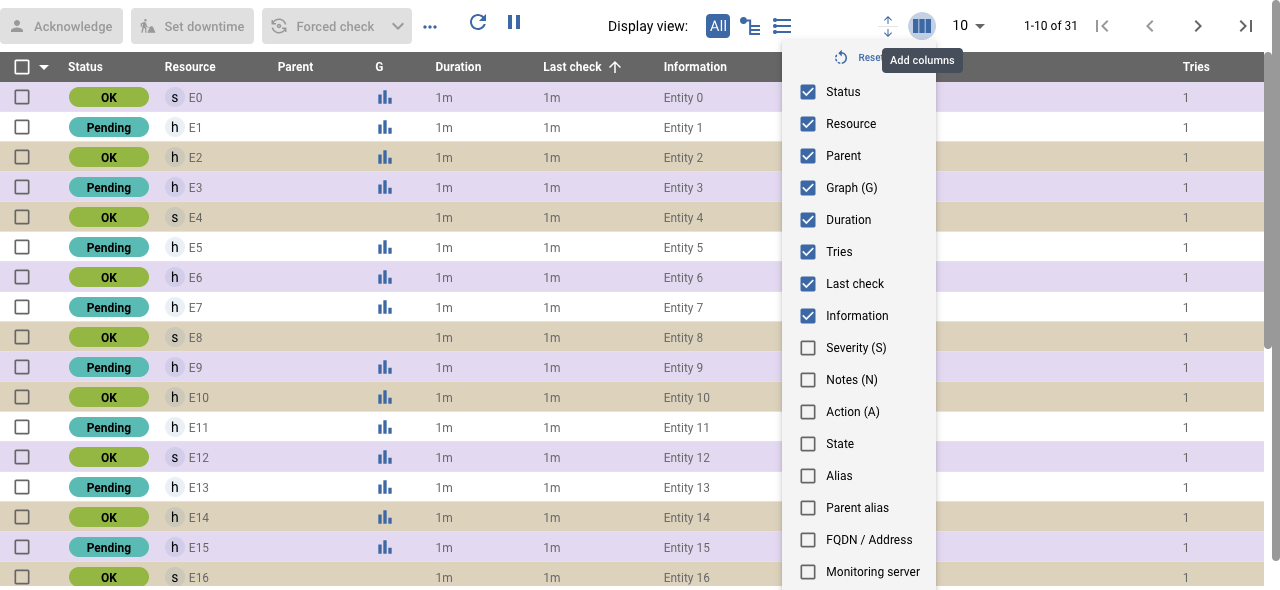 Acknowledge Set downtime Forced check Display view: All 10 1-10 of 31
Reset
Add columns
Status Resource Parent G Duration Last check Information Tries
OK s E0 1m 1m Entity 0 1
Pending h E1 1m 1m Entity 1 1
OK h E2 1m 1m Entity 2 1
Pending h E3 1m 1m Entity 3 1
OK s E4 1m 1m Entity 4 1
Pending h E5 1m 1m Entity 5 1
OK h E6 1m 1m Entity 6 1
Pending h E7 1m 1m Entity 7 1
OK s E8 1m 1m Entity 8 1
Pending h E9 1m 1m Entity 9 1
OK h E10 1m 1m Entity 10 1
Pending h E11 1m 1m Entity 11 1
OK s E12 1m 1m Entity 12 1
Pending h E13 1m 1m Entity 13 1
OK h E14 1m 1m Entity 14 1
Pending h E15 1m 1m Entity 15 1
OK s E16 1m 1m Entity 16 1
Status
Resource
Parent
Graph (G)
Duration
Tries
Last check
Information
Severity (S)
Notes (N)
Action (A)
State
Alias
Parent alias
FQDN / Address
Monitoring server